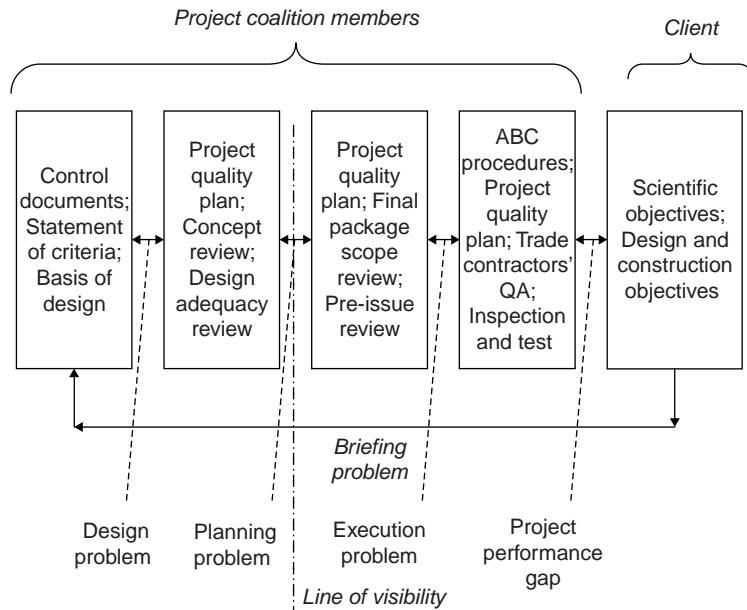 Project coalition members
Client
Control
documents;
Statement
of criteria;
Basis of
design
Project
quality
plan;
Concept
review;
Design
adequacy
review
Project
quality
plan; Final
package
scope
review;
Pre-issue
review
ABC
procedures;
Project
quality
plan; Trade
contractors'
QA;
Inspection
and test
Scientific
objectives;
Design and
construction
objectives
Briefing
problem
Design
problem
Planning
problem
Execution
problem
Project
performance
gap
Line of visibility